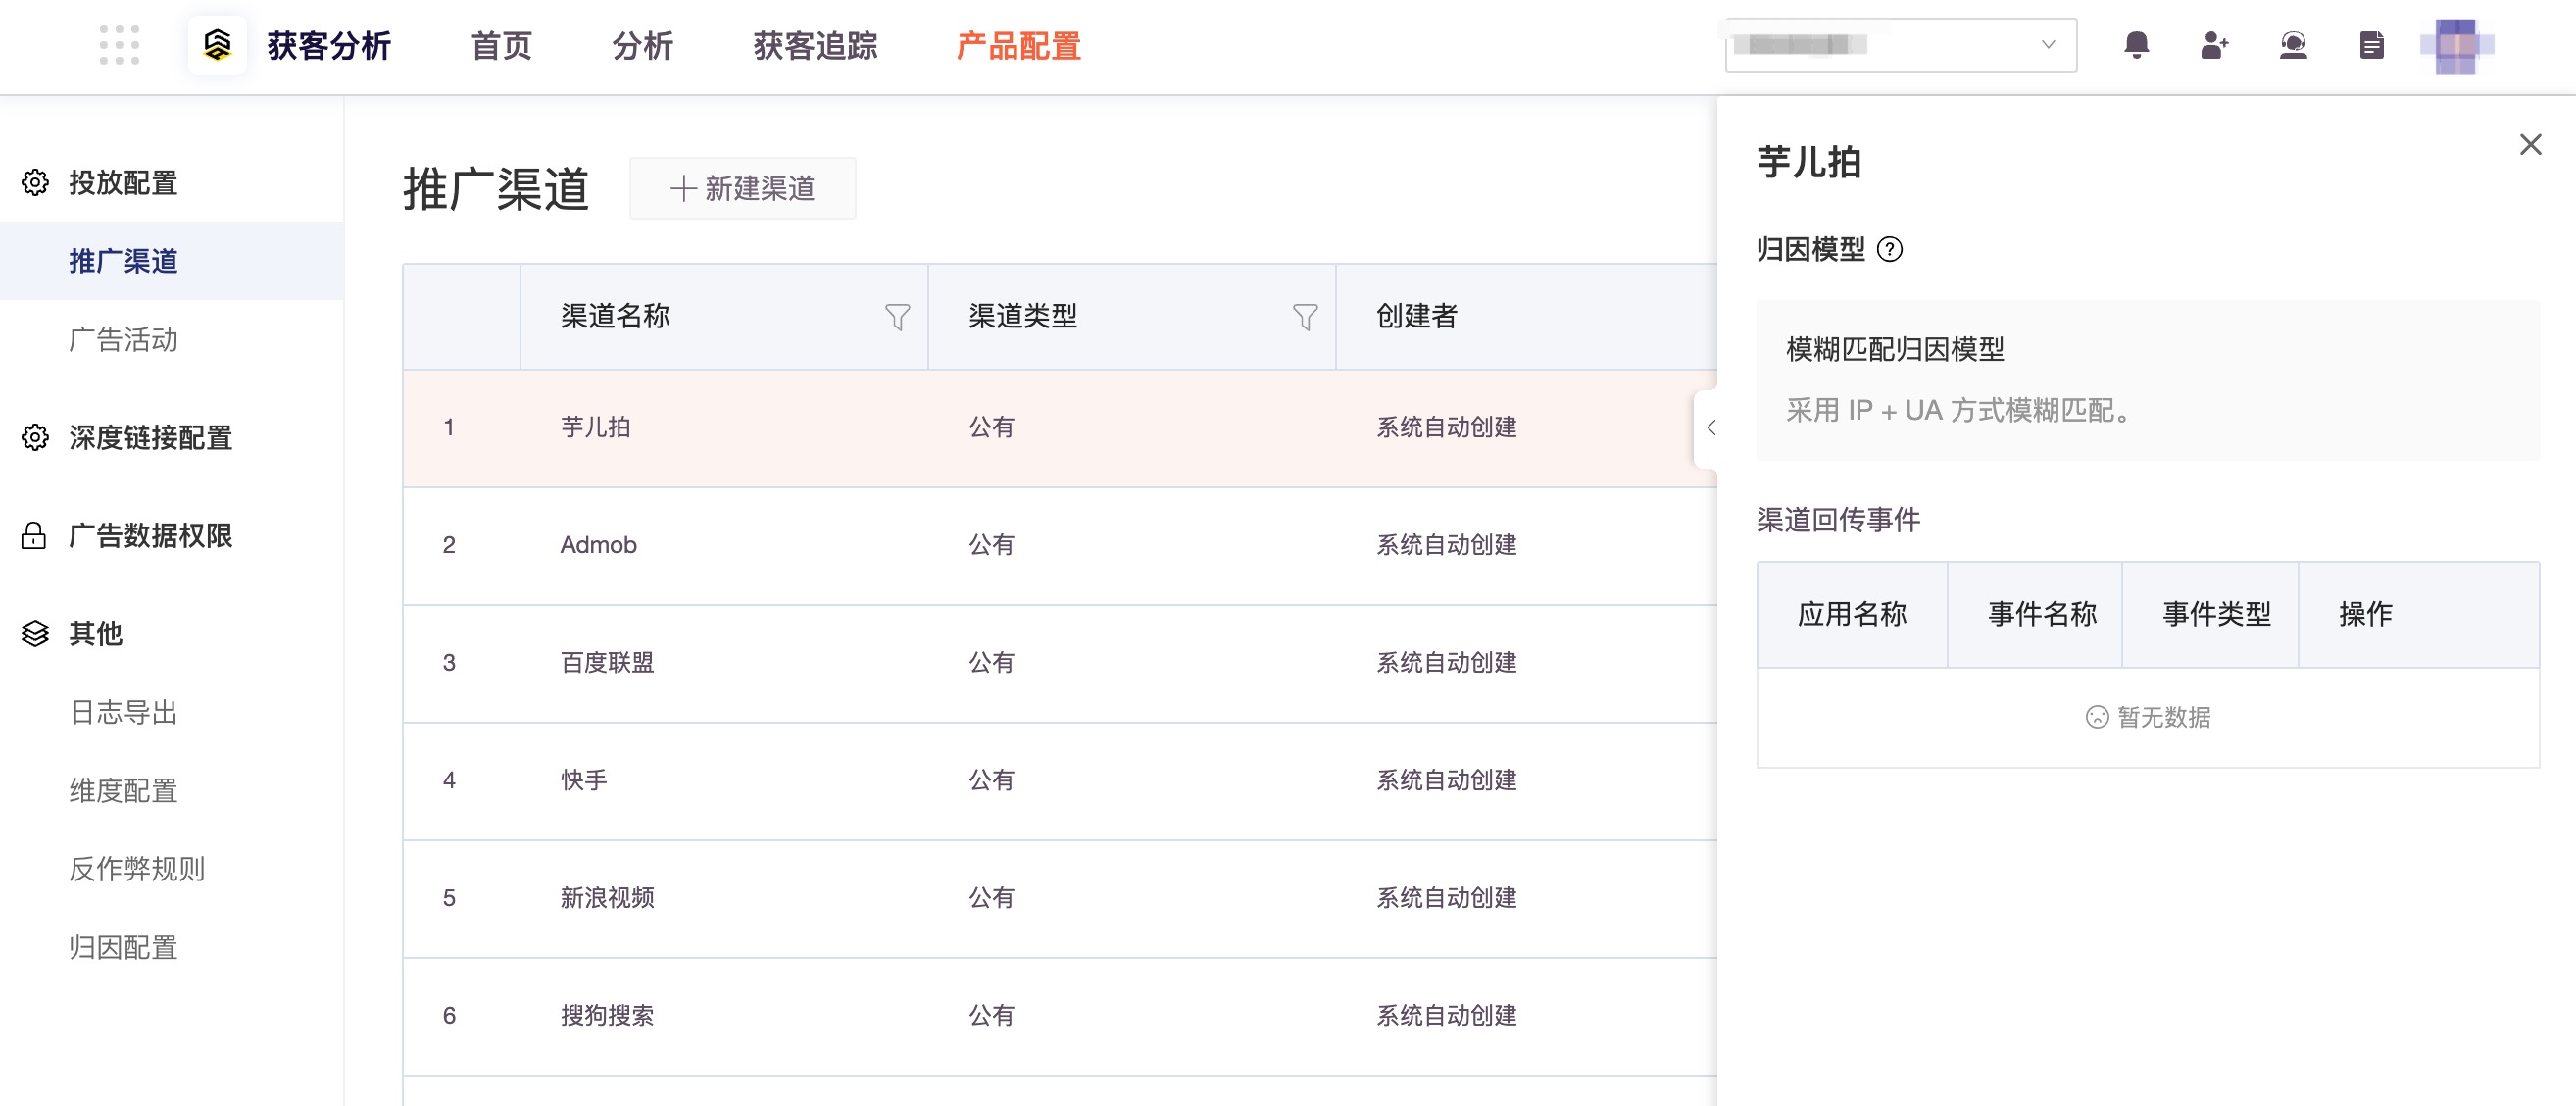 获客分析 首页 分析 获客追踪 产品配置
投放配置
推广渠道
广告活动
深度链接配置
广告数据权限
其他
日志导出
维度配置
反作弊规则
归因配置
推广渠道 新建渠道
渠道名称 渠道类型 创建者
1 芋儿拍 公有 系统自动创建
2 Admob 公有 系统自动创建
3 百度联盟 公有 系统自动创建
4 快手 公有 系统自动创建
5 新浪视频 公有 系统自动创建
6 搜狗搜索 公有 系统自动创建
芋儿拍
归因模型
模糊匹配归因模型
采用 IP + UA 方式模糊匹配。
渠道回传事件
应用名称 事件名称 事件类型 操作
暂无数据